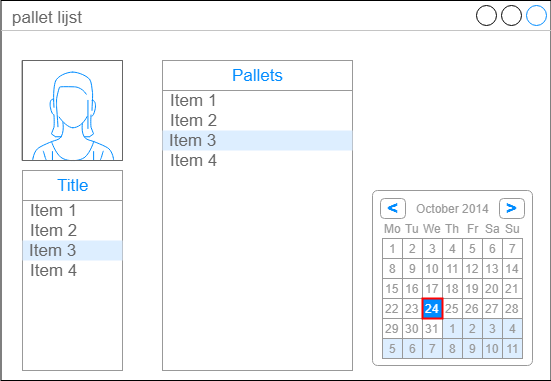 pallet lijst
Title
Item 1
Item 2
Item 3
Item 4
Pallets
Item 1
Item 2
Item 3
Item 4
< October 2014 >
Mo Tu We Th Fr Sa Su
1 2 3 4 5 6 7
8 9 10 11 12 13 14
15 16 17 18 19 20 21
22 23 24 25 26 27 28
29 30 31 1 2 3 4
5 6 7 8 9 10 11